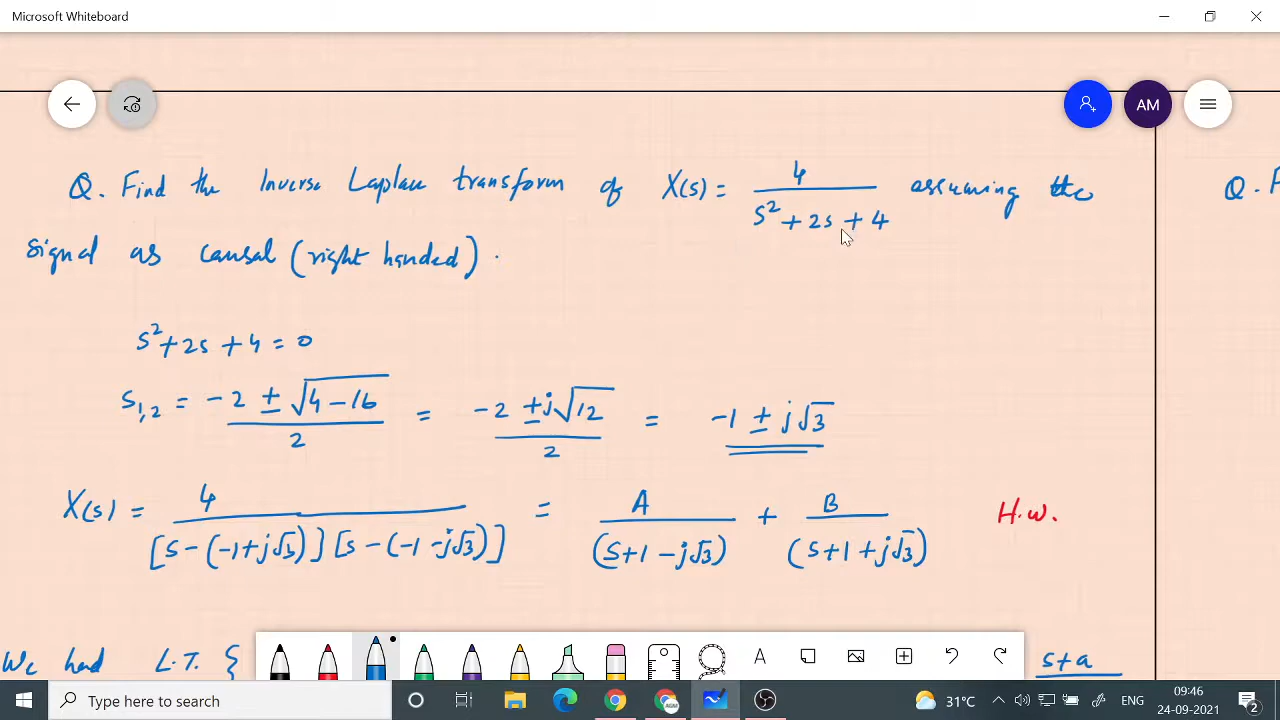 Microsoft Whiteboard
AM
Q. Find the Inverse Laplace transform of X(s) = 4 / (s² + 2s + 4) assuming the
signal as causal (right handed).
Q.
s² + 2s + 4 = 0
s₁,₂ = (-2 ± √(4 - 16)) / 2 = (-2 ± j√12) / 2 = -1 ± j√3
X(s) = 4 / ([s - (-1 + j√3)] [s - (-1 - j√3)]) = A / (s + 1 - j√3) + B / (s + 1 + j√3) H.W.
We had L.T. { s + a
A
Type here to search
31°C
ENG
09:46
24-09-2021
2